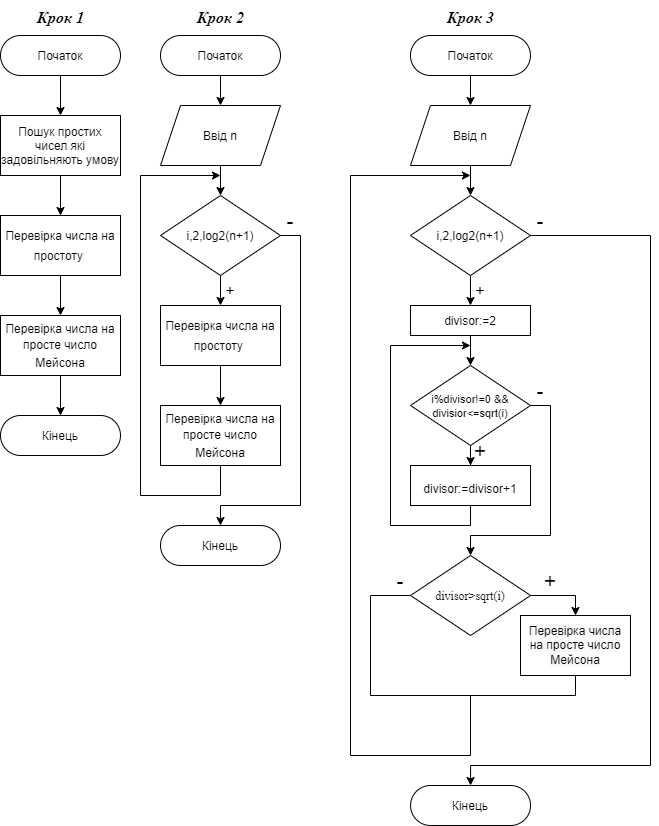 Крок 1
Початок
Пошук простих
чисел які
задовільняють умову
Перевірка числа на
простоту
Перевірка числа на
просте число
Мейсона
Кінець
Крок 2
Початок
Ввід n
i,2,log2(n+1)
-
+
Перевірка числа на
простоту
Перевірка числа на
просте число
Мейсона
Кінець
Крок 3
Початок
Ввід n
i,2,log2(n+1)
-
+
divisor:=2
i%divisor!=0 &&
divisior<=sqrt(i)
-
+
divisor:=divisor+1
divisor>sqrt(i)
-
+
Перевірка числа
на просте число
Мейсона
Кінець